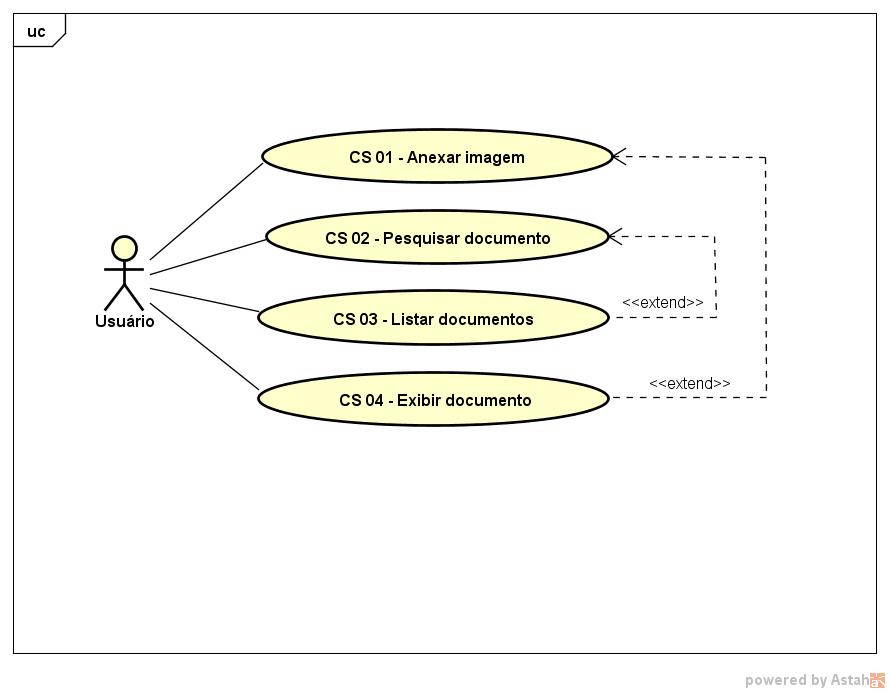 uc
CS 01 - Anexar imagem
CS 02 - Pesquisar documento
<<extend>>
CS 03 - Listar documentos
Usuário
<<extend>>
CS 04 - Exibir documento
powered by Astah